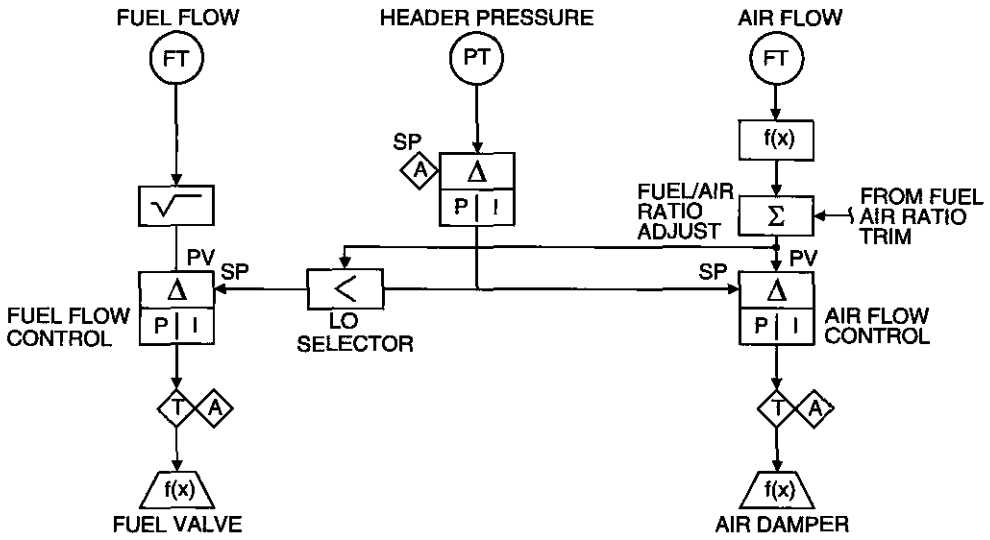 FUEL FLOW
HEADER PRESSURE
AIR FLOW
FT
PT
FT
SP
A
Δ
P I
f(x)
FUEL/AIR
RATIO
ADJUST
Σ
FROM FUEL
AIR RATIO
TRIM
√
PV
SP
Δ
P I
FUEL FLOW
CONTROL
<
LO
SELECTOR
SP
PV
Δ
P I
AIR FLOW
CONTROL
T A
T A
f(x)
f(x)
FUEL VALVE
AIR DAMPER